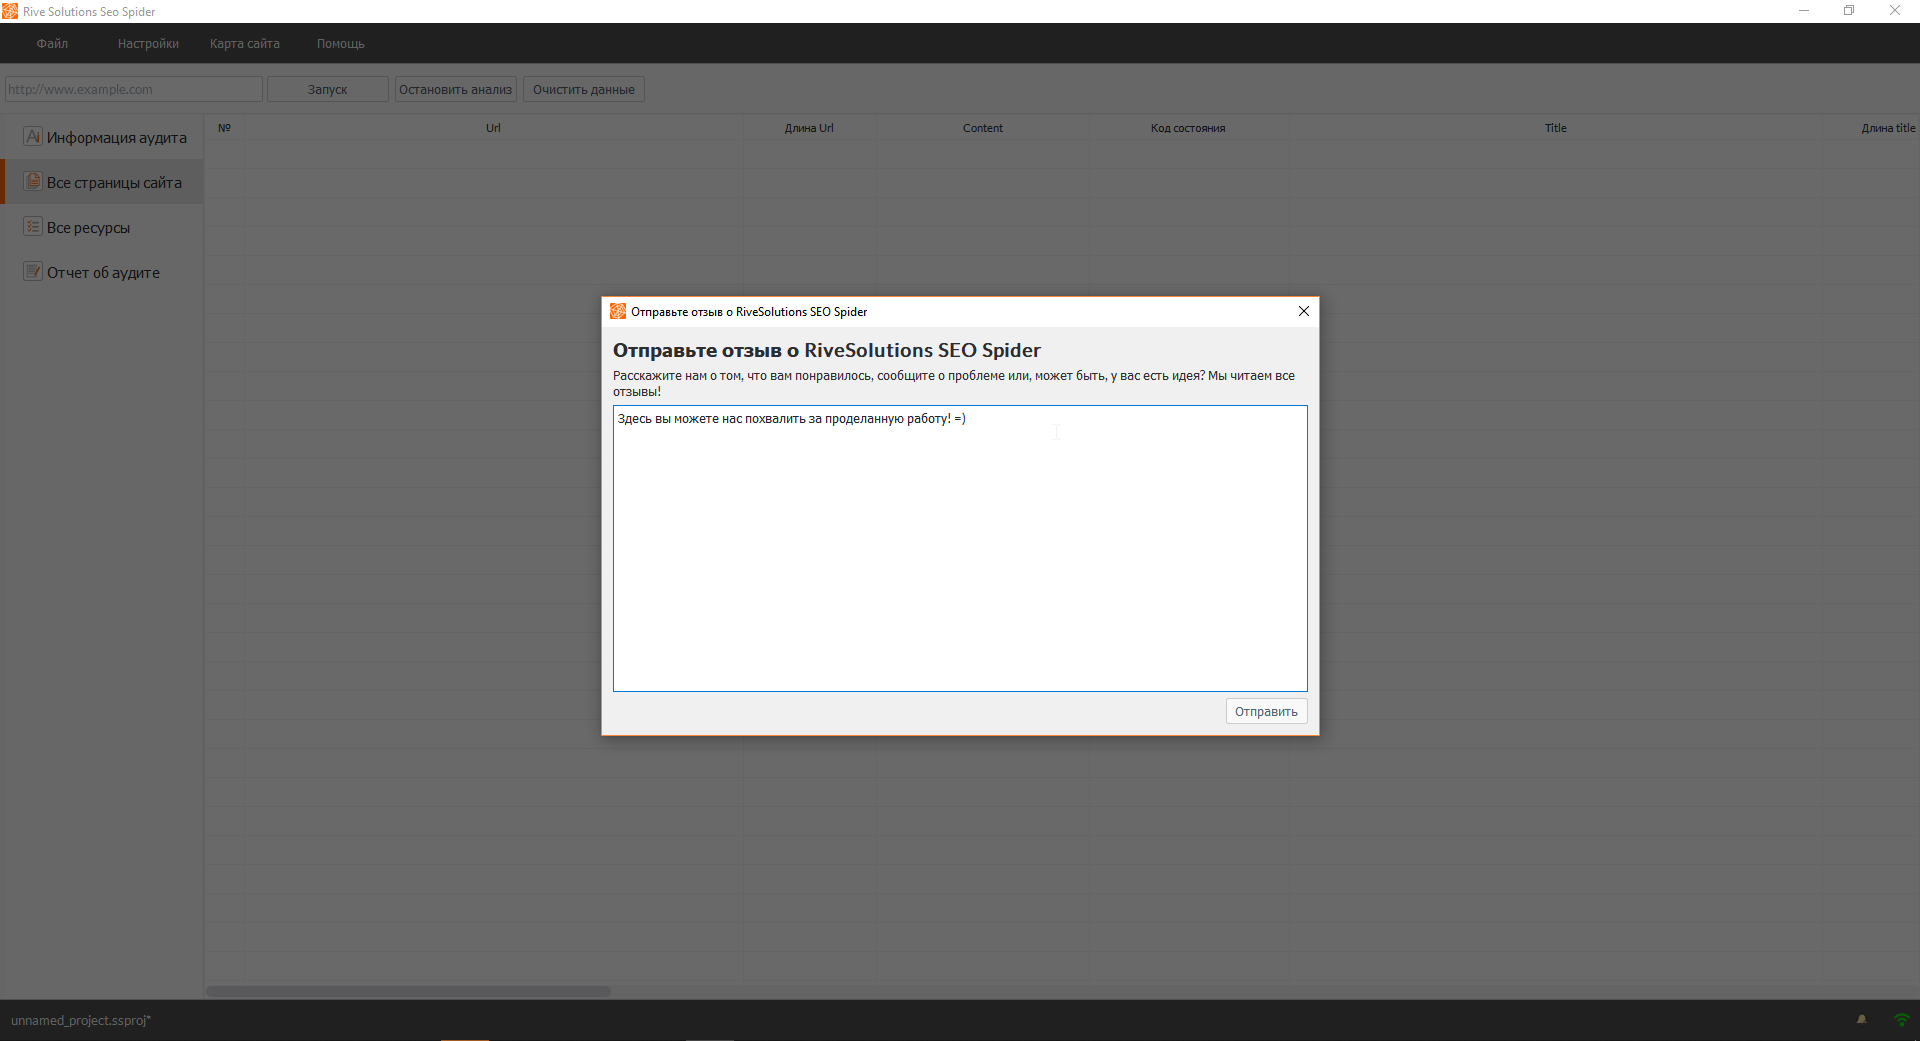 Rive Solutions Seo Spider
Файл Настройки Карта сайта Помощь
http://www.example.com Запуск Остановить анализ Очистить данные
Информация аудита
Все страницы сайта
Все ресурсы
Отчет об аудите
№ Url Длина Url Content Код состояния Title Длина title
Отправьте отзыв о RiveSolutions SEO Spider
Отправьте отзыв о RiveSolutions SEO Spider
Расскажите нам о том, что вам понравилось, сообщите о проблеме или, может быть, у вас есть идея? Мы читаем все
отзывы!
Здесь вы можете нас похвалить за проделанную работу! =)
Отправить
unnamed_project.ssproj*